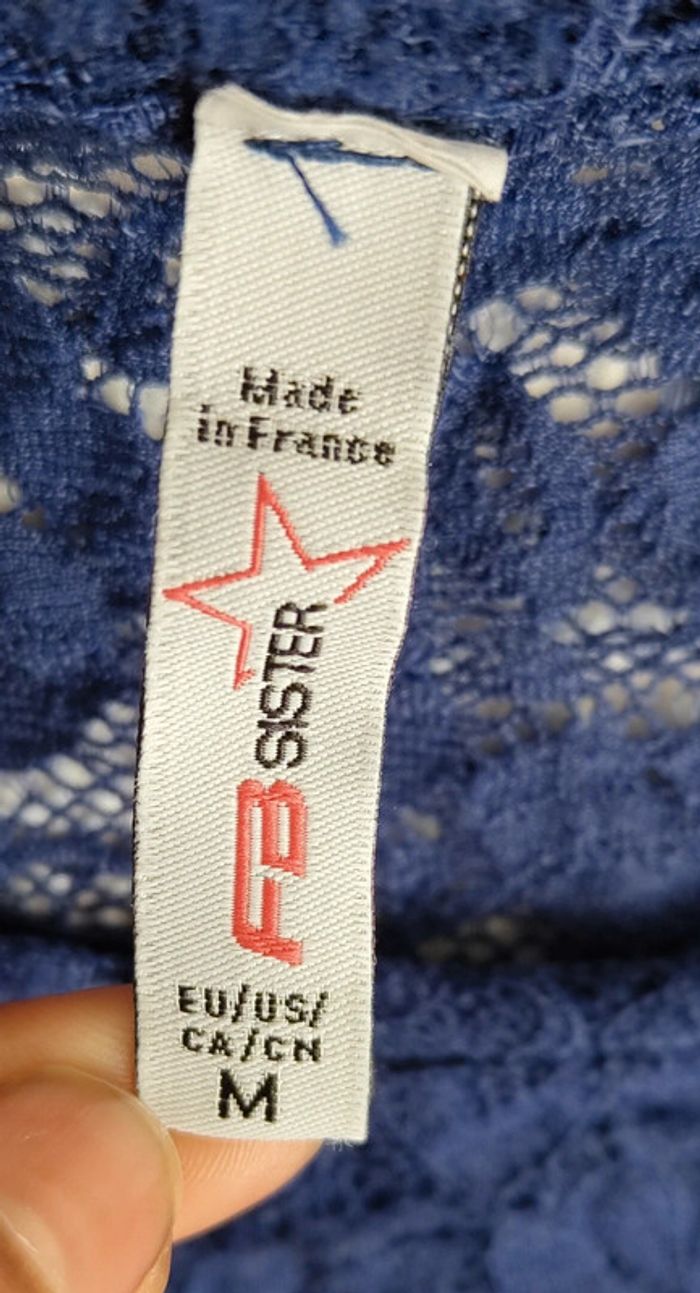 Made
in France
FB SISTER
EU/US/
CA/CN
M